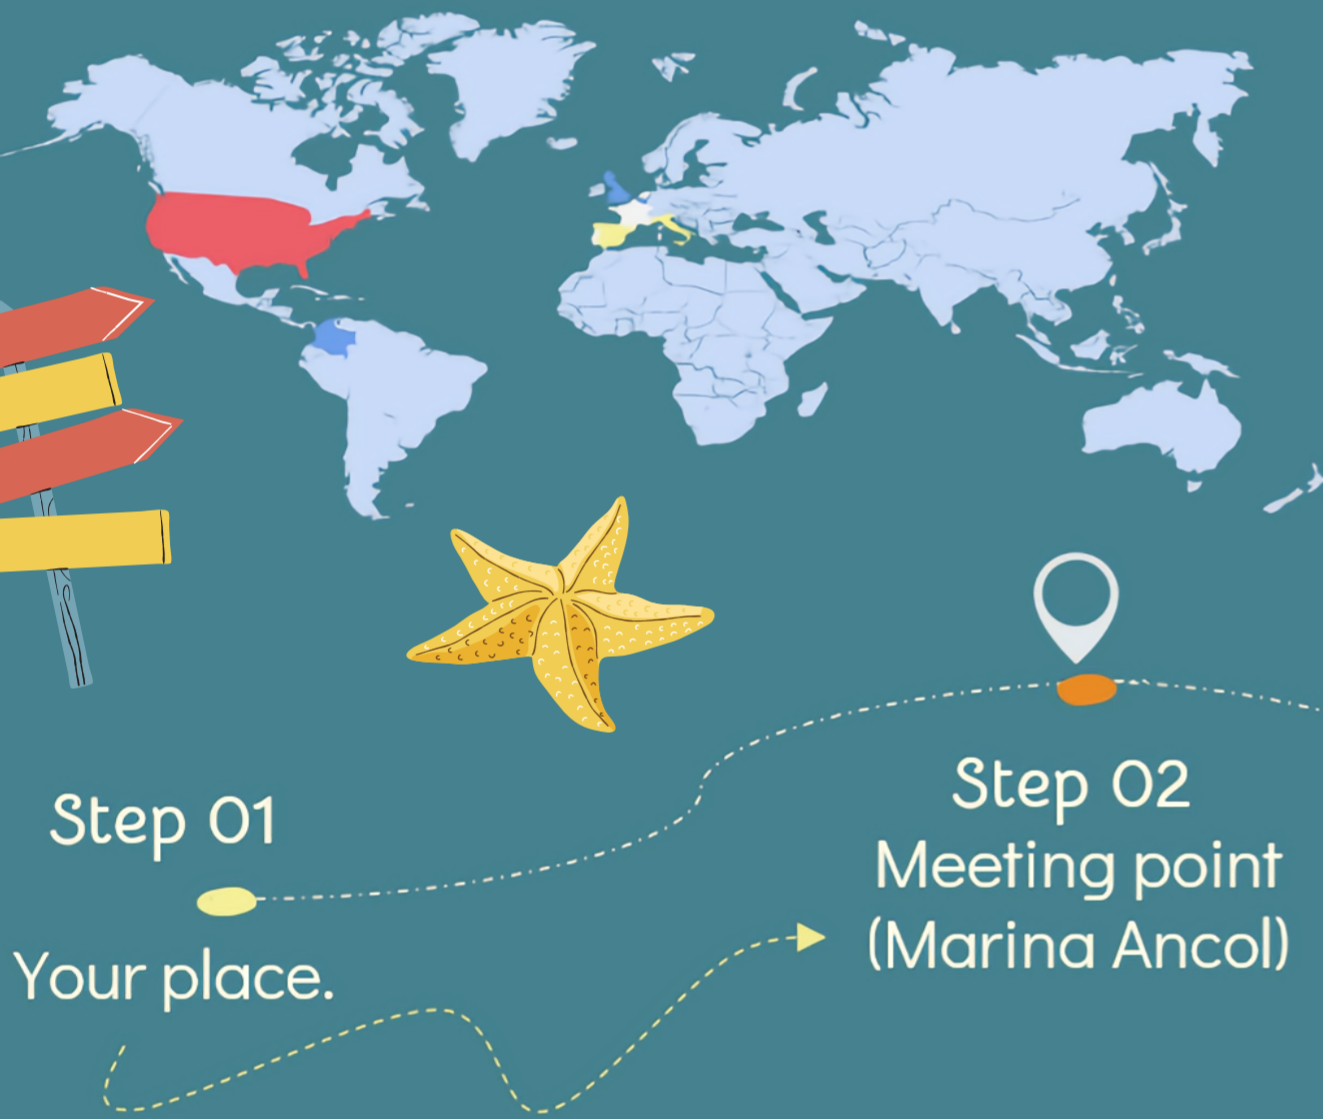 Step 01
Your place.
Step 02
Meeting point
(Marina Ancol)